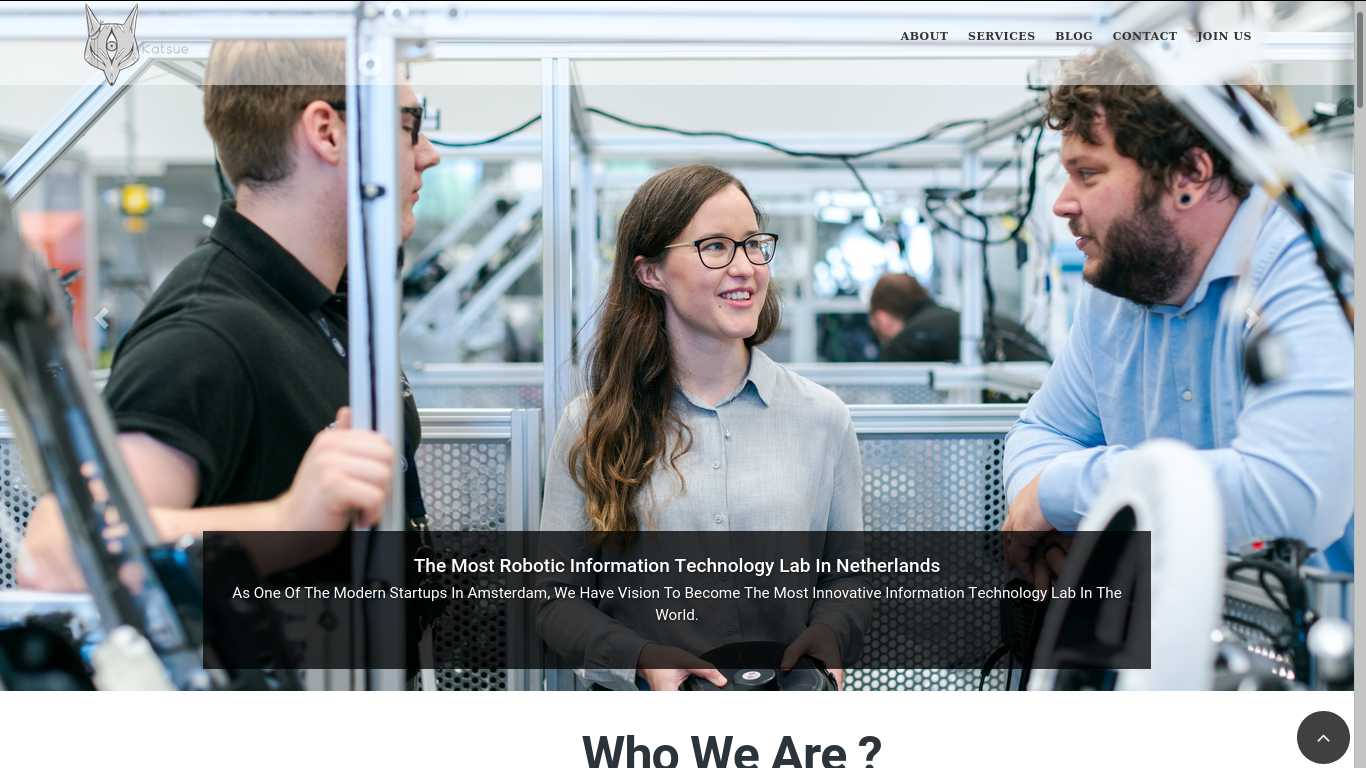 Katsue
ABOUT SERVICES BLOG CONTACT JOIN US
The Most Robotic Information Technology Lab In Netherlands
As One Of The Modern Startups In Amsterdam, We Have Vision To Become The Most Innovative Information Technology Lab In The
World.
Who We Are ?